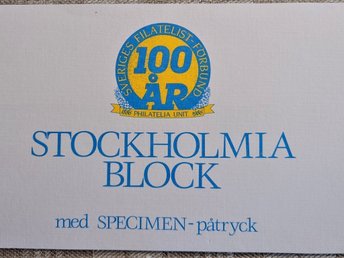 SVERIGES FILATELIST-FÖRBUND
100
ÅR
1886 PHILATELIA UNIT 1986
STOCKHOLMIA
BLOCK
med SPECIMEN-påtryck